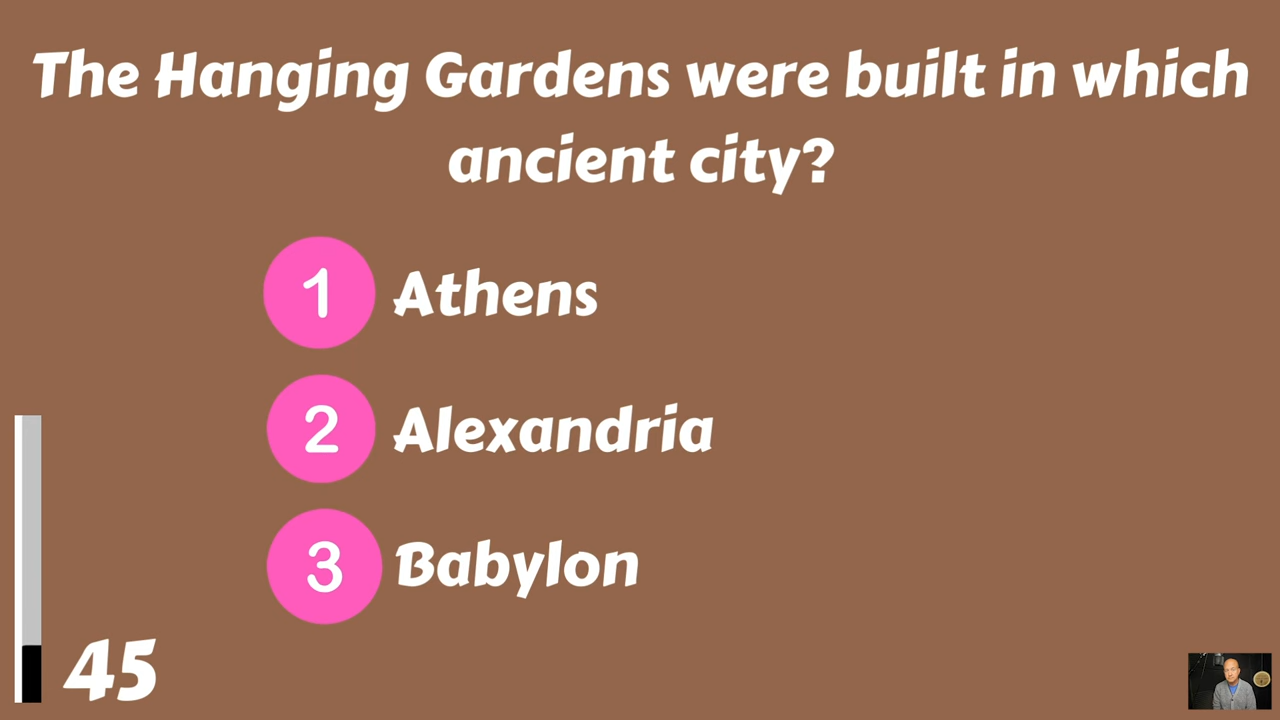 The Hanging Gardens were built in which
ancient city?
1 Athens
2 Alexandria
3 Babylon
45